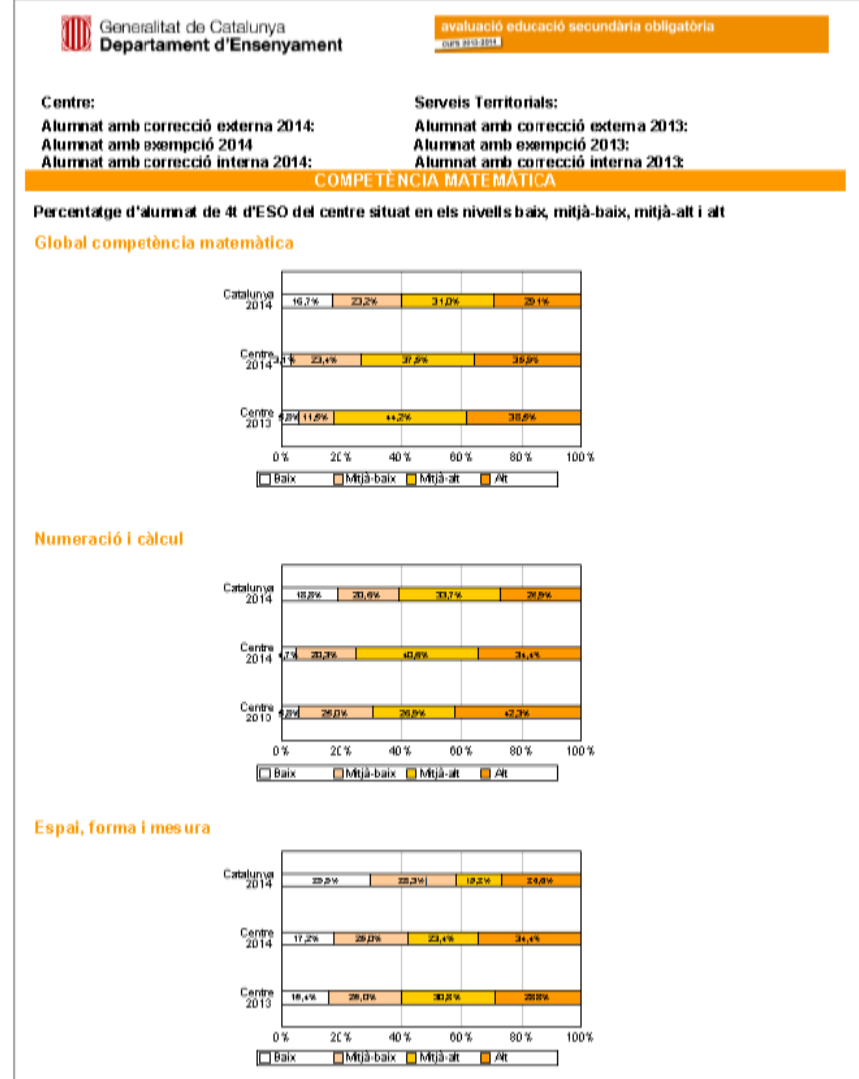 Generalitat de Catalunya
Departament d'Ensenyament
avaluació educació secundària obligatòria
curs 2013-2014
Centre:
Serveis Territorials:
Alumnat amb correcció externa 2014:
Alumnat amb correcció externa 2013:
Alumnat amb exempció 2014
Alumnat amb exempció 2013:
Alumnat amb correcció interna 2014:
Alumnat amb correcció interna 2013:
COMPETÈNCIA MATEMÀTICA
Percentatge d'alumnat de 4t d'ESO del centre situat en els nivells baix, mitjà-baix, mitjà-alt i alt
Global competència matemàtica
Catalunya 2014 16,7% 23,2% 31,0% 29,1%
Centre 2014 3,1% 23,4% 37,5% 35,9%
Centre 2013 11,5% 44,2% 38,5%
0% 20% 40% 60% 80% 100%
Baix Mitjà-baix Mitjà-alt Alt
Numeració i càlcul
Catalunya 2014 18,8% 20,6% 33,7% 26,9%
Centre 2014 4,7% 20,3% 40,6% 34,4%
Centre 25,0% 26,9% 42,3%
0% 20% 40% 60% 80% 100%
Baix Mitjà-baix Mitjà-alt Alt
Espai, forma i mesura
Catalunya 2014
Centre 2014 17,2% 25,0% 23,4% 34,4%
Centre 2013 30,8% 28,8%
0% 20% 40% 60% 80% 100%
Baix Mitjà-baix Mitjà-alt Alt